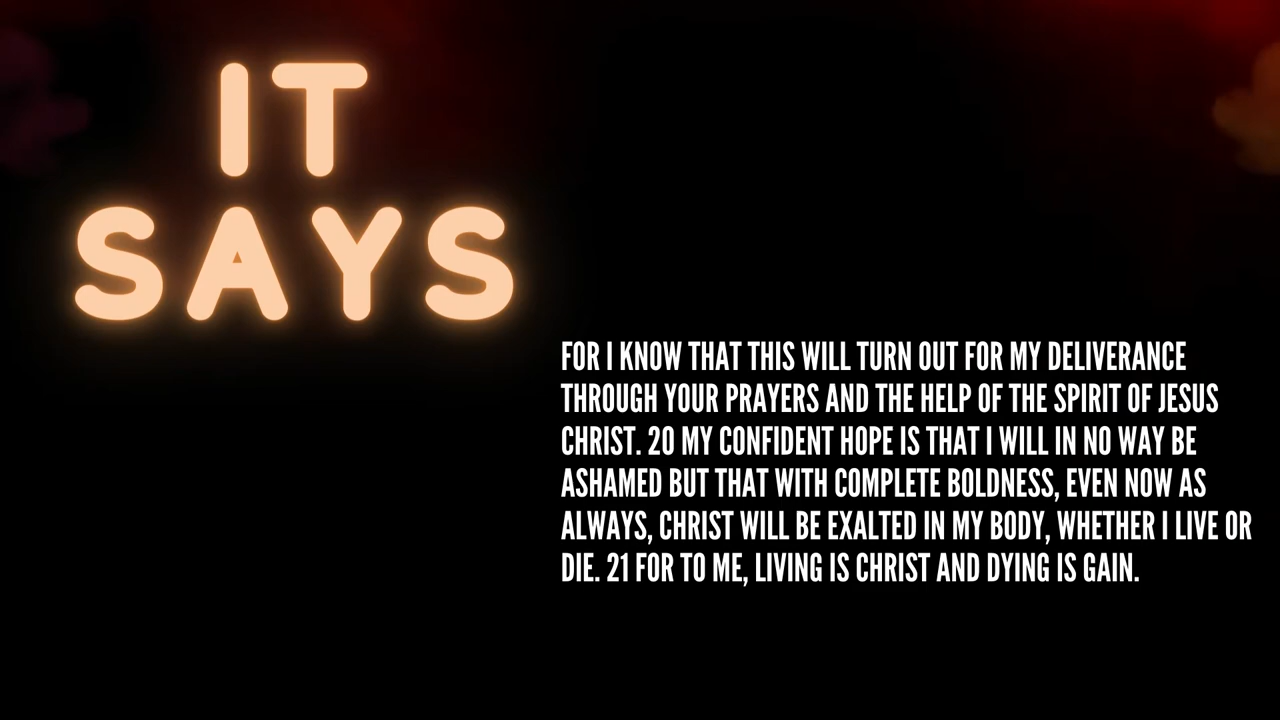 IT
SAYS
FOR I KNOW THAT THIS WILL TURN OUT FOR MY DELIVERANCE
THROUGH YOUR PRAYERS AND THE HELP OF THE SPIRIT OF JESUS
CHRIST. 20 MY CONFIDENT HOPE IS THAT I WILL IN NO WAY BE
ASHAMED BUT THAT WITH COMPLETE BOLDNESS, EVEN NOW AS
ALWAYS, CHRIST WILL BE EXALTED IN MY BODY, WHETHER I LIVE OR
DIE. 21 FOR TO ME, LIVING IS CHRIST AND DYING IS GAIN.